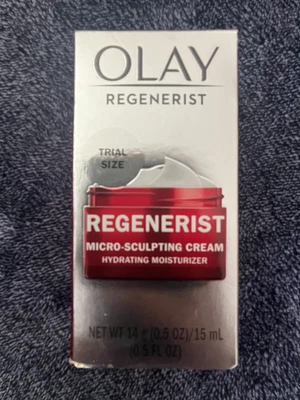 OLAY
REGENERIST
TRIAL
SIZE
REGENERIST
MICRO-SCULPTING CREAM
HYDRATING MOISTURIZER
NET WT 14 g (0.5 OZ)/15 mL
(0.5 FL OZ)